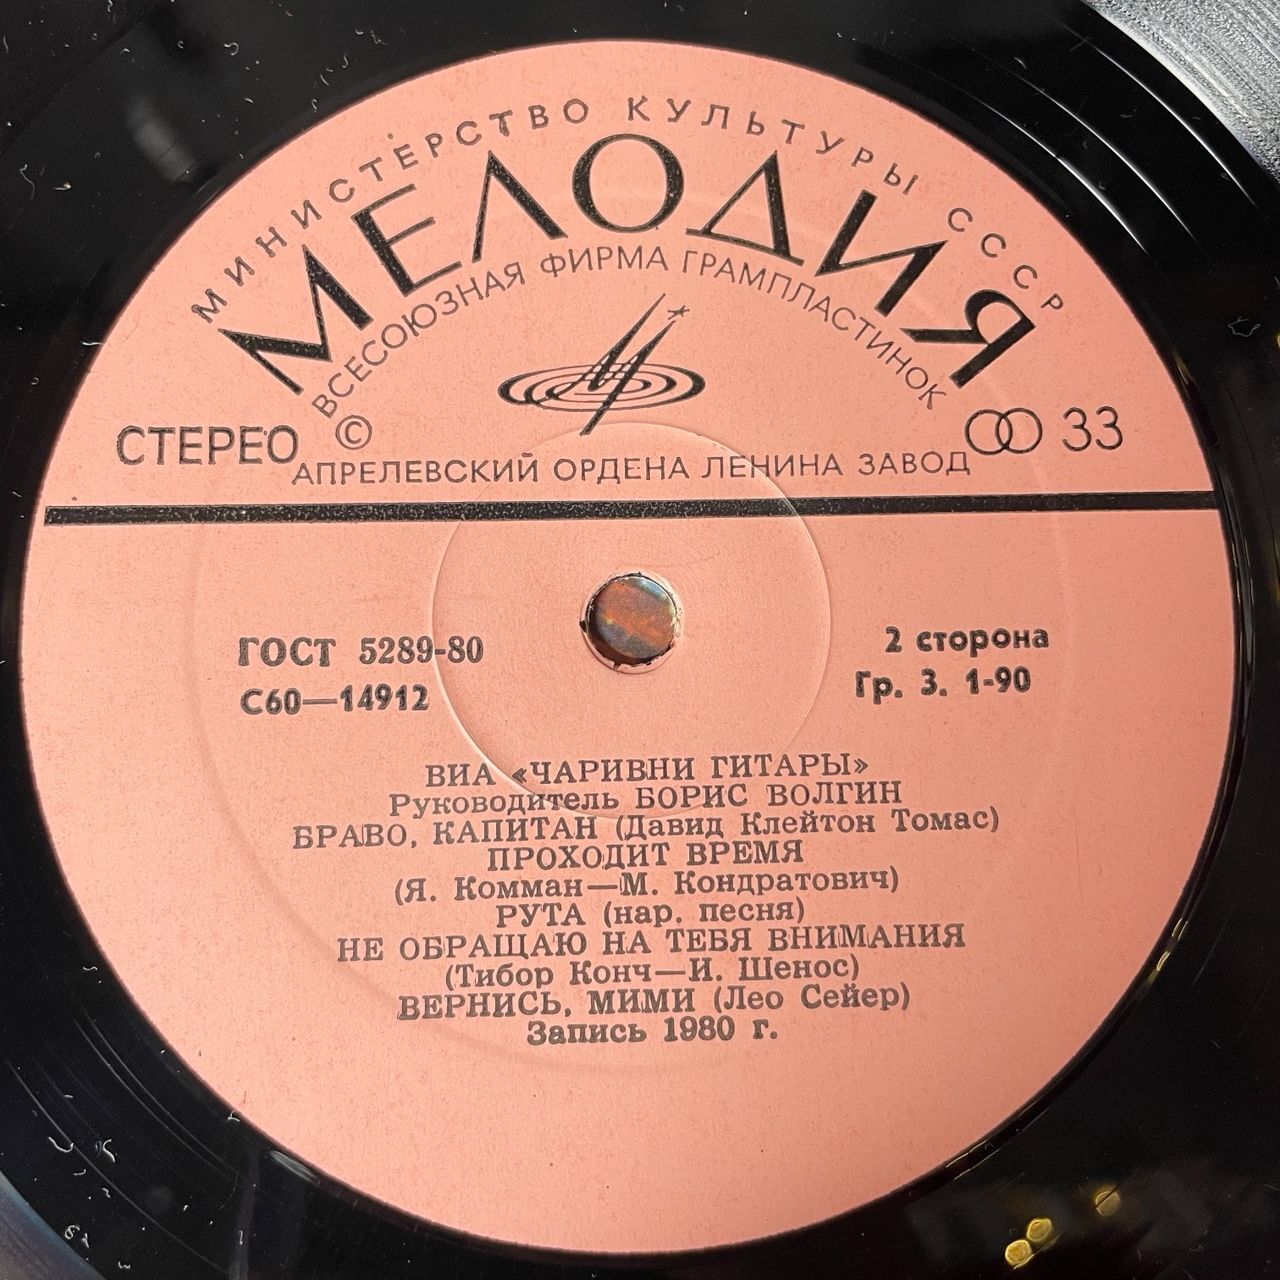 МИНИСТЕРСТВО КУЛЬТУРЫ СССР
МЕЛОДИЯ
ВСЕСОЮЗНАЯ ФИРМА ГРАМПЛАСТИНОК
СТЕРЕО © 33
АПРЕЛЕВСКИЙ ОРДЕНА ЛЕНИНА ЗАВОД
ГОСТ 5289-80
С60—14912
2 сторона
Гр. 3. 1-90
ВИА «ЧАРИВНИ ГИТАРЫ»
Руководитель БОРИС ВОЛГИН
БРАВО, КАПИТАН (Давид Клейтон Томас)
ПРОХОДИТ ВРЕМЯ
(Я. Комман—М. Кондратович)
РУТА (нар. песня)
НЕ ОБРАЩАЮ НА ТЕБЯ ВНИМАНИЯ
(Тибор Конч—И. Шенос)
ВЕРНИСЬ, МИМИ (Лео Сейер)
Запись 1980 г.